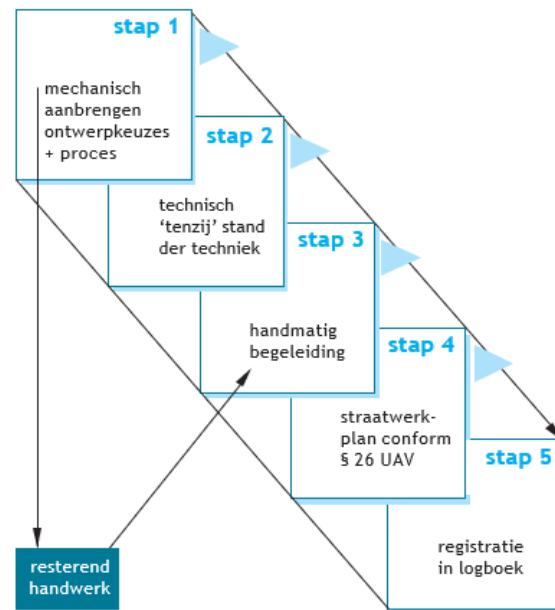 stap 1
mechanisch
aanbrengen
ontwerpkeuzes
+ proces
stap 2
technisch
‘tenzij’ stand
der techniek
stap 3
handmatig
begeleiding
stap 4
straatwerk-
plan conform
§ 26 UAV
stap 5
registratie
in logboek
resterend
handwerk